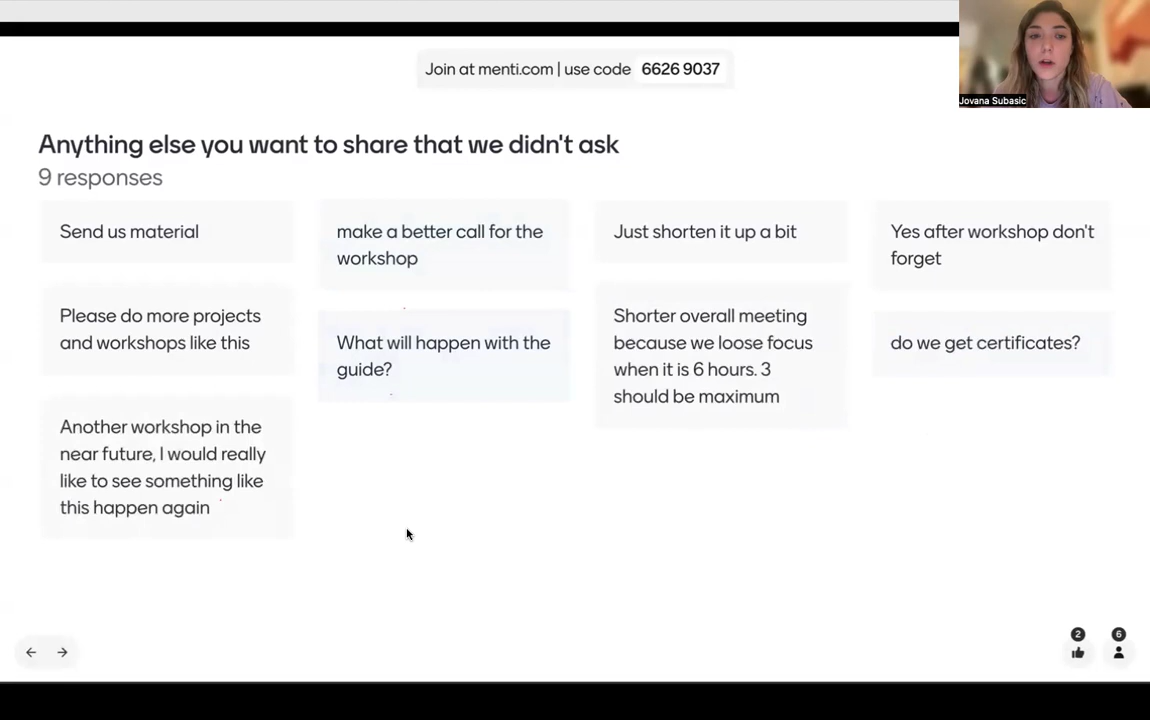 Join at menti.com | use code 6626 9037
Jovana Subasic
Anything else you want to share that we didn't ask
9 responses
Send us material
Please do more projects
and workshops like this
Another workshop in the
near future, I would really
like to see something like
this happen again
make a better call for the
workshop
What will happen with the
guide?
Just shorten it up a bit
Shorter overall meeting
because we loose focus
when it is 6 hours. 3
should be maximum
Yes after workshop don't
forget
do we get certificates?
2
6